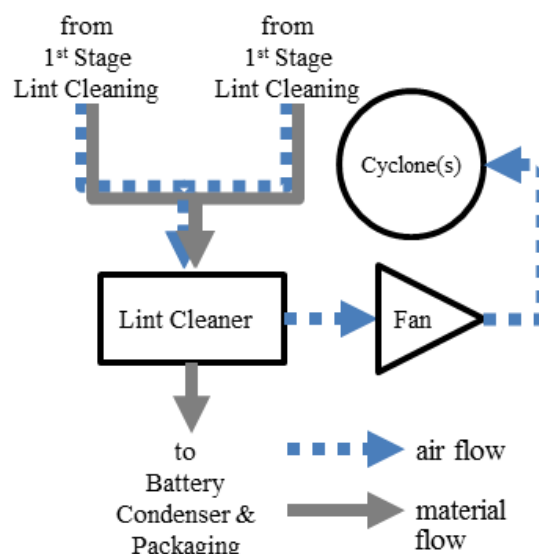 from
1st Stage
Lint Cleaning
from
1st Stage
Lint Cleaning
Cyclone(s)
Lint Cleaner
Fan
to
Battery
Condenser &
Packaging
air flow
material
flow